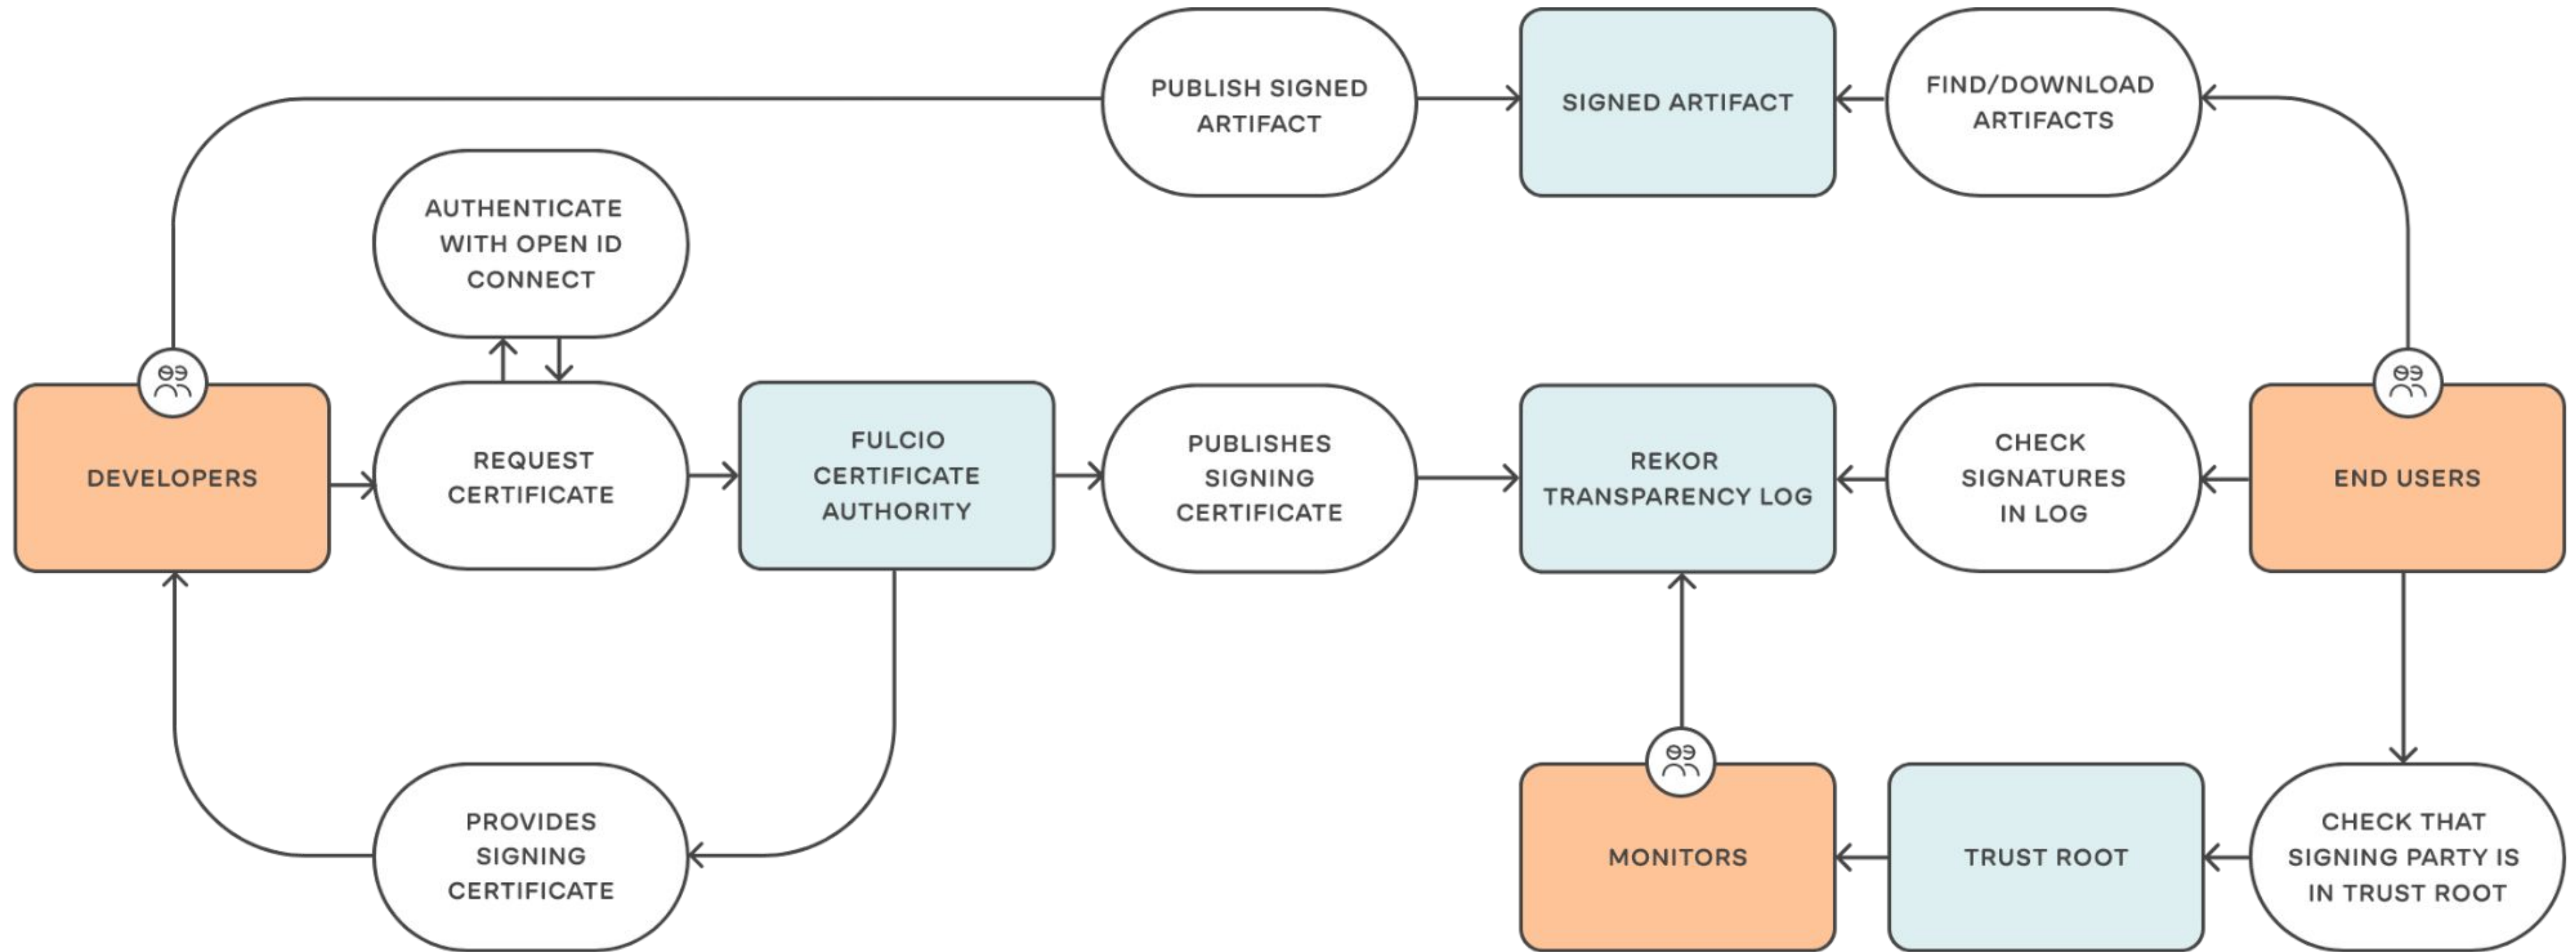 PUBLISH SIGNED
ARTIFACT
SIGNED ARTIFACT
FIND/DOWNLOAD
ARTIFACTS
AUTHENTICATE
WITH OPEN ID
CONNECT
DEVELOPERS
REQUEST
CERTIFICATE
FULCIO
CERTIFICATE
AUTHORITY
PUBLISHES
SIGNING
CERTIFICATE
REKOR
TRANSPARENCY LOG
CHECK
SIGNATURES
IN LOG
END USERS
PROVIDES
SIGNING
CERTIFICATE
MONITORS
TRUST ROOT
CHECK THAT
SIGNING PARTY IS
IN TRUST ROOT